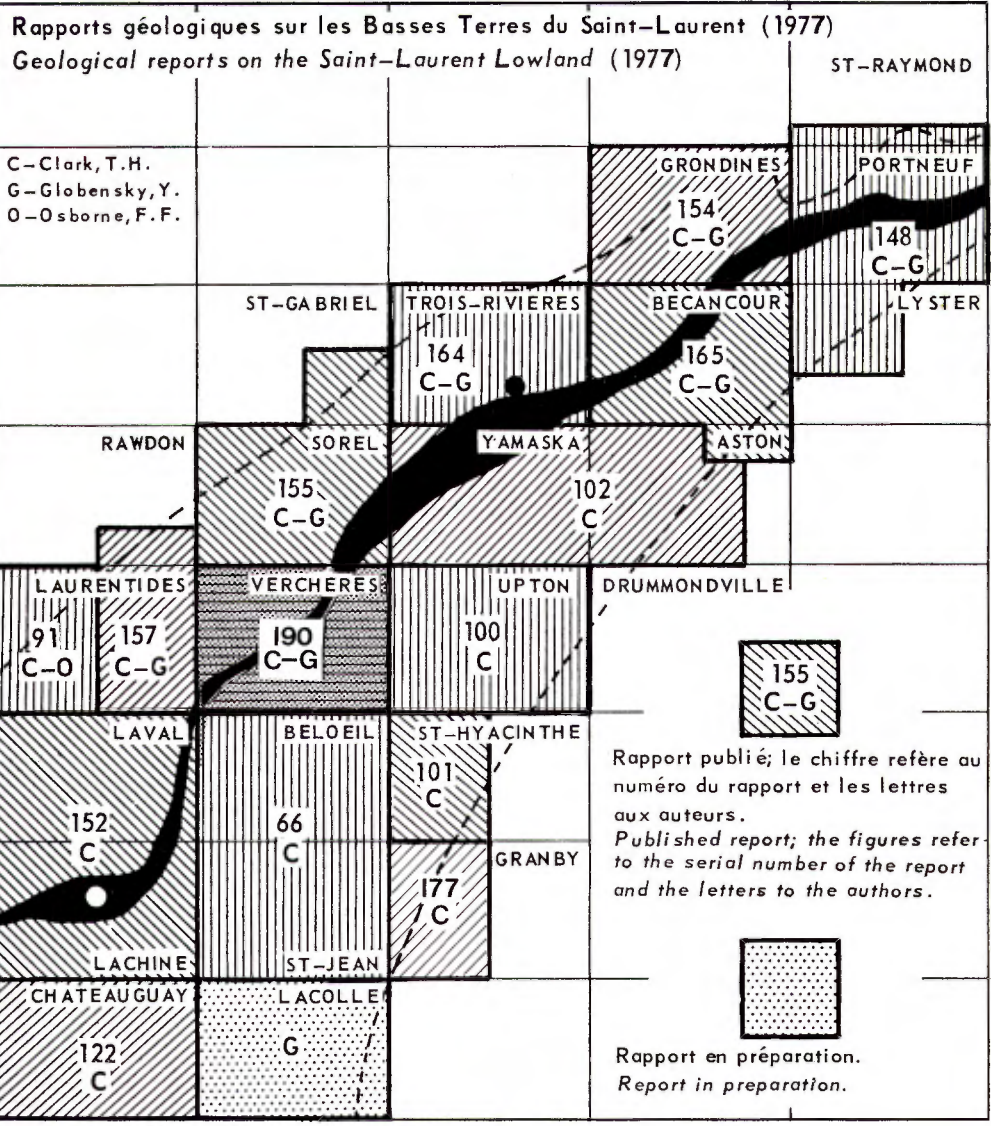 Rapports géologiques sur les Basses Terres du Saint-Laurent (1977)
Geological reports on the Saint-Laurent Lowland (1977)
ST-RAYMOND
C-Clark, T.H.
G-Globensky, Y.
O-Osborne, F.F.
GRONDINES
PORTNEUF
154
C-G
148
C-G
ST-GABRIEL
TROIS-RIVIERES
BECANCOUR
LYSTER
164
C-G
165
C-G
RAWDON
SOREL
YAMASKA
ASTON
155
C-G
102
C
LAURENTIDES
VERCHERES
UPTON
DRUMMONDVILLE
91
C-O
157
C-G
190
C-G
100
C
155
C-G
LAVAL
BELOEIL
ST-HYACINTHE
Rapport publié; le chiffre refère au
numéro du rapport et les lettres
aux auteurs.
Published report; the figures refer
to the serial number of the report
and the letters to the authors.
101
C
152
C
66
C
GRANBY
177
C
LACHINE
ST-JEAN
CHATEAUGUAY
LACOLLE
122
C
G
Rapport en préparation.
Report in preparation.